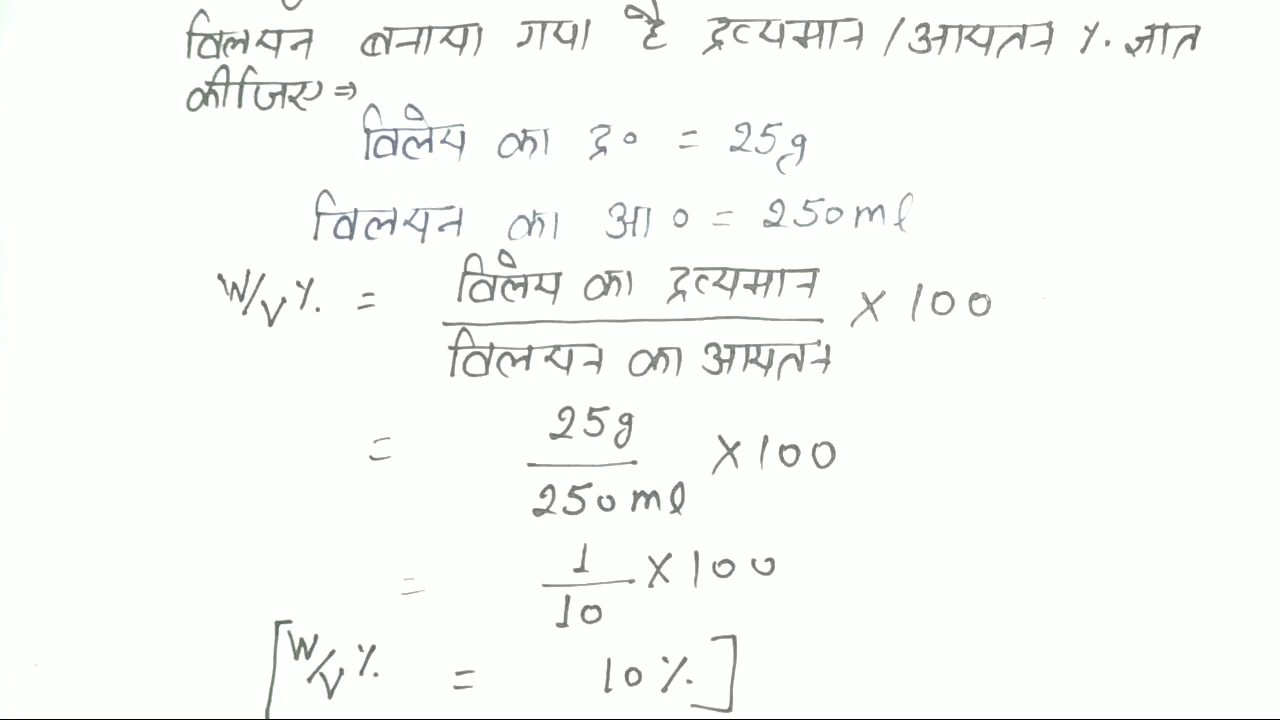 विलयन बनाया गया है द्रव्यमान / आयतन % ज्ञात
कीजिए ⇒
विलेय का द्र० = 25g
विलयन का आ० = 250ml
W/V % = विलेय का द्रव्यमान / विलयन का आयतन × 100
= 25g / 250ml × 100
= 1 / 10 × 100
[W/V % = 10 %.]